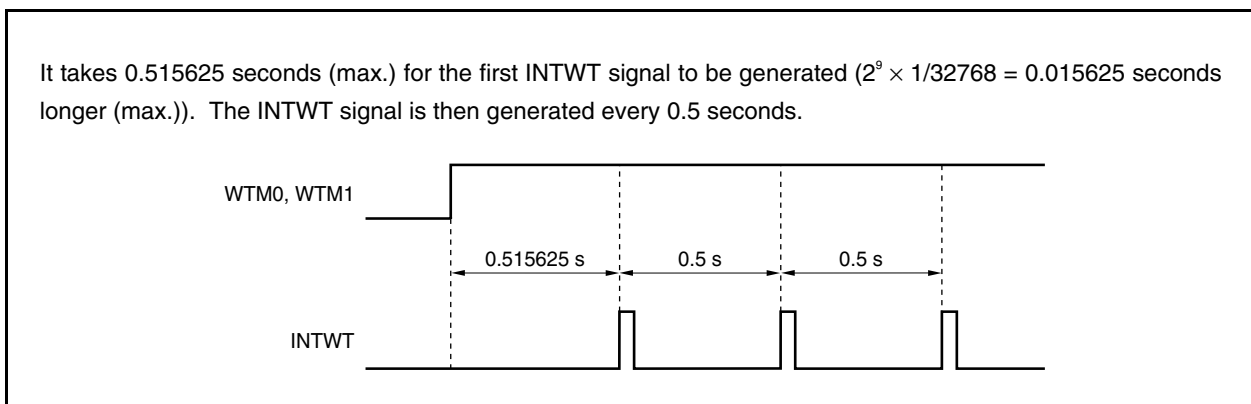 It takes 0.515625 seconds (max.) for the first INTWT signal to be generated (2⁹ × 1/32768 = 0.015625 seconds
longer (max.)).  The INTWT signal is then generated every 0.5 seconds.
WTM0, WTM1
0.515625 s
0.5 s
0.5 s
INTWT